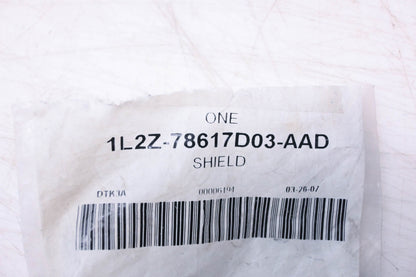 ONE
1L2Z-78617D03-AAD
SHIELD
DTK3A 00006494 03-26-07